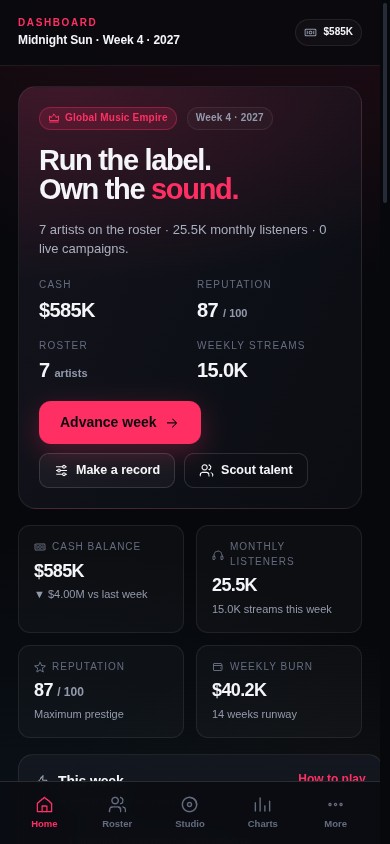 DASHBOARD
Midnight Sun · Week 4 · 2027
$585K
Global Music Empire
Week 4 · 2027
Run the label.
Own the sound.
7 artists on the roster · 25.5K monthly listeners · 0
live campaigns.
CASH
REPUTATION
$585K
87 / 100
ROSTER
WEEKLY STREAMS
7 artists
15.0K
Advance week →
Make a record
Scout talent
CASH BALANCE
$585K
▼ $4.00M vs last week
MONTHLY
LISTENERS
25.5K
15.0K streams this week
REPUTATION
87 / 100
Maximum prestige
WEEKLY BURN
$40.2K
14 weeks runway
This week
How to play
Home
Roster
Studio
Charts
More